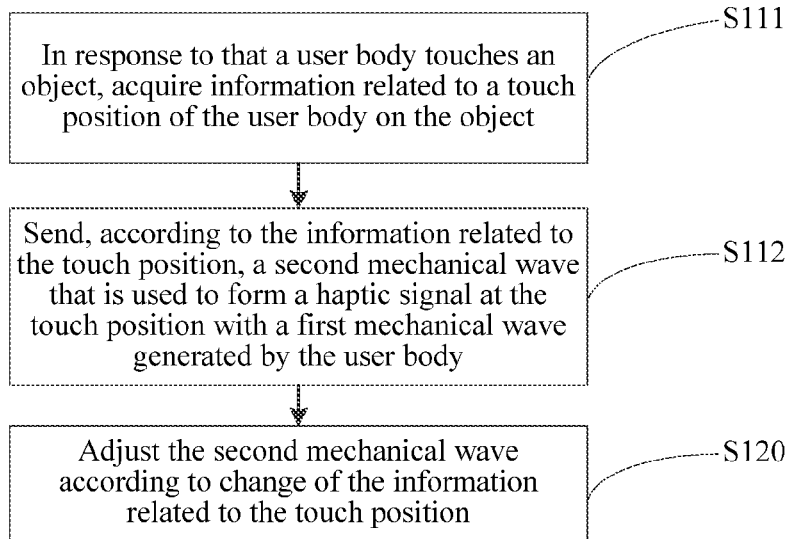 S111
In response to that a user body touches an
object, acquire information related to a touch
position of the user body on the object
S112
Send, according to the information related to
the touch position, a second mechanical wave
that is used to form a haptic signal at the
touch position with a first mechanical wave
generated by the user body
S120
Adjust the second mechanical wave
according to change of the information
related to the touch position